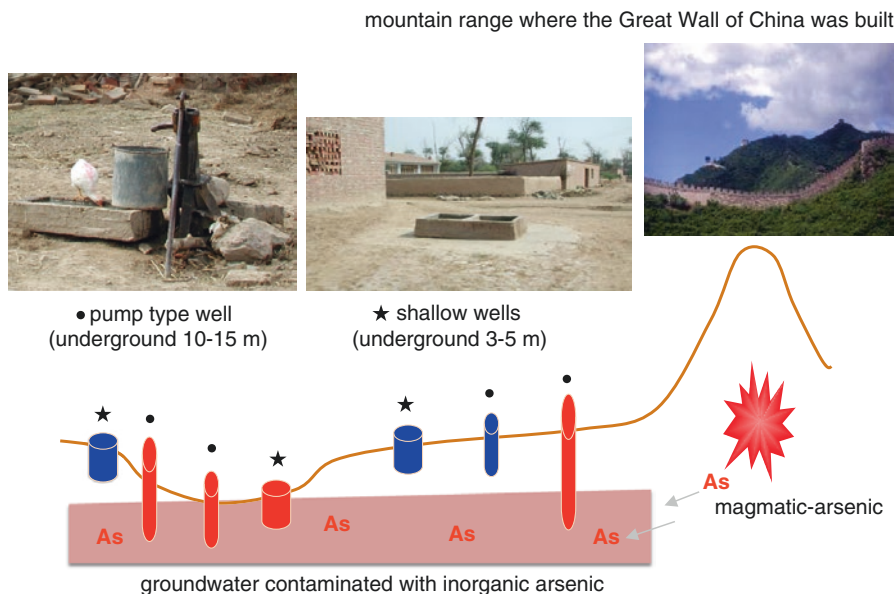 mountain range where the Great Wall of China was built
● pump type well
(underground 10-15 m)
★ shallow wells
(underground 3-5 m)
As
magmatic-arsenic
As
As
As
As
groundwater contaminated with inorganic arsenic